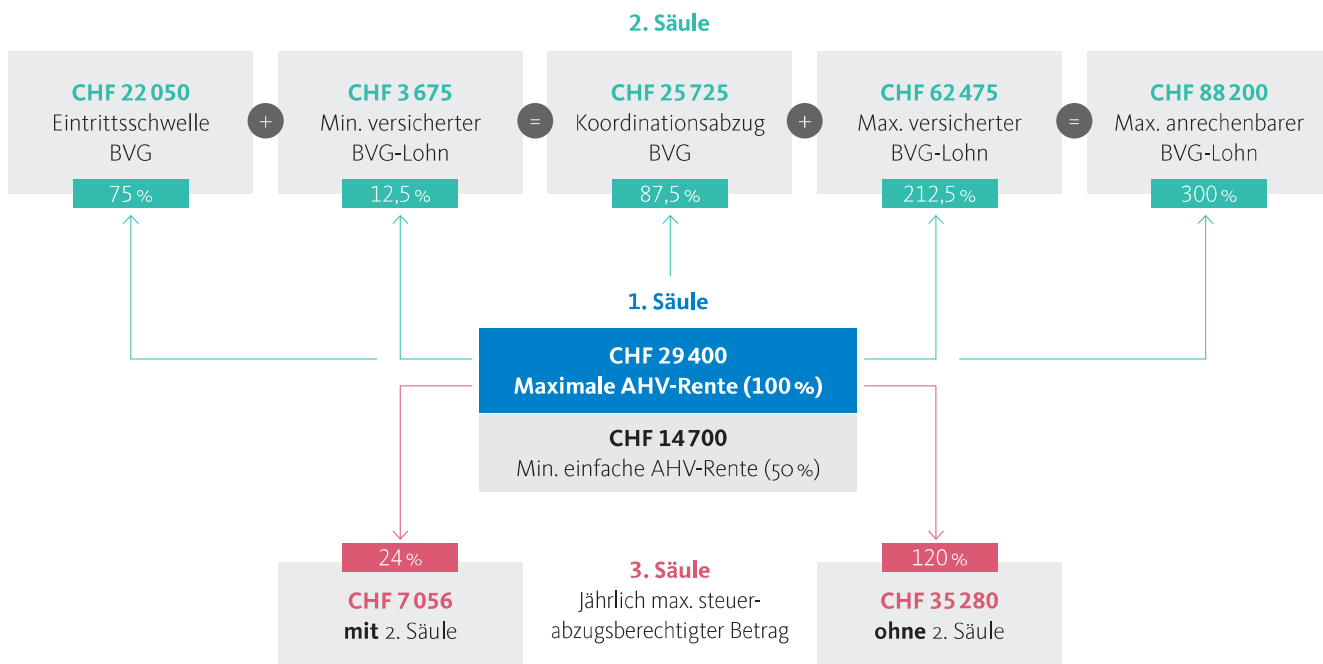 2. Säule
CHF 22 050
Eintrittsschwelle
BVG
75 %
+
CHF 3 675
Min. versicherter
BVG-Lohn
12,5 %
=
CHF 25 725
Koordinationsabzug
BVG
87,5 %
+
CHF 62 475
Max. versicherter
BVG-Lohn
212,5 %
=
CHF 88 200
Max. anrechenbarer
BVG-Lohn
300 %
1. Säule
CHF 29 400
Maximale AHV-Rente (100 %)
CHF 14 700
Min. einfache AHV-Rente (50 %)
24 %
CHF 7 056
mit 2. Säule
3. Säule
Jährlich max. steuer-
abzugsberechtigter Betrag
120 %
CHF 35 280
ohne 2. Säule